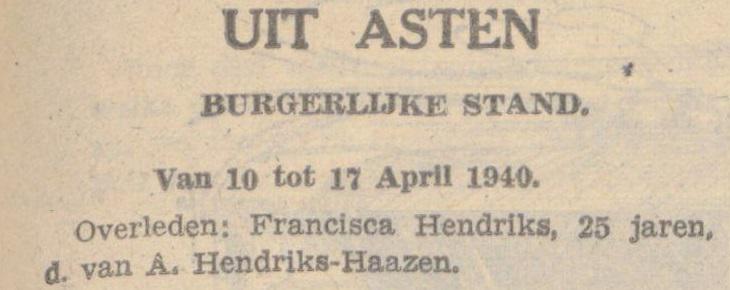 UIT ASTEN
BURGERLIJKE STAND.
Van 10 tot 17 April 1940.
Overleden: Francisca Hendriks, 25 jaren,
d. van A. Hendriks-Haazen.